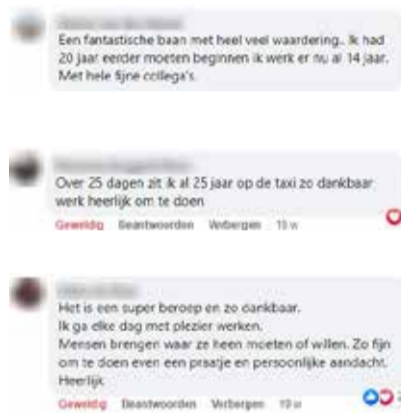 Een fantastische baan met heel veel waardering.. Ik had
20 jaar eerder moeten beginnen ik werk er nu al 14 jaar.
Met hele fijne collega's.
Over 25 dagen zit ik al 25 jaar op de taxi zo dankbaar
werk heerlijk om te doen
Geweldig Beantwoorden Verbergen
Het is een super beroep en zo dankbaar.
Ik ga elke dag met plezier werken.
Mensen brengen waar ze heen moeten of willen. Zo fijn
om te doen even een praatje en persoonlijke aandacht.
Heerlijk
Geweldig Beantwoorden Verbergen